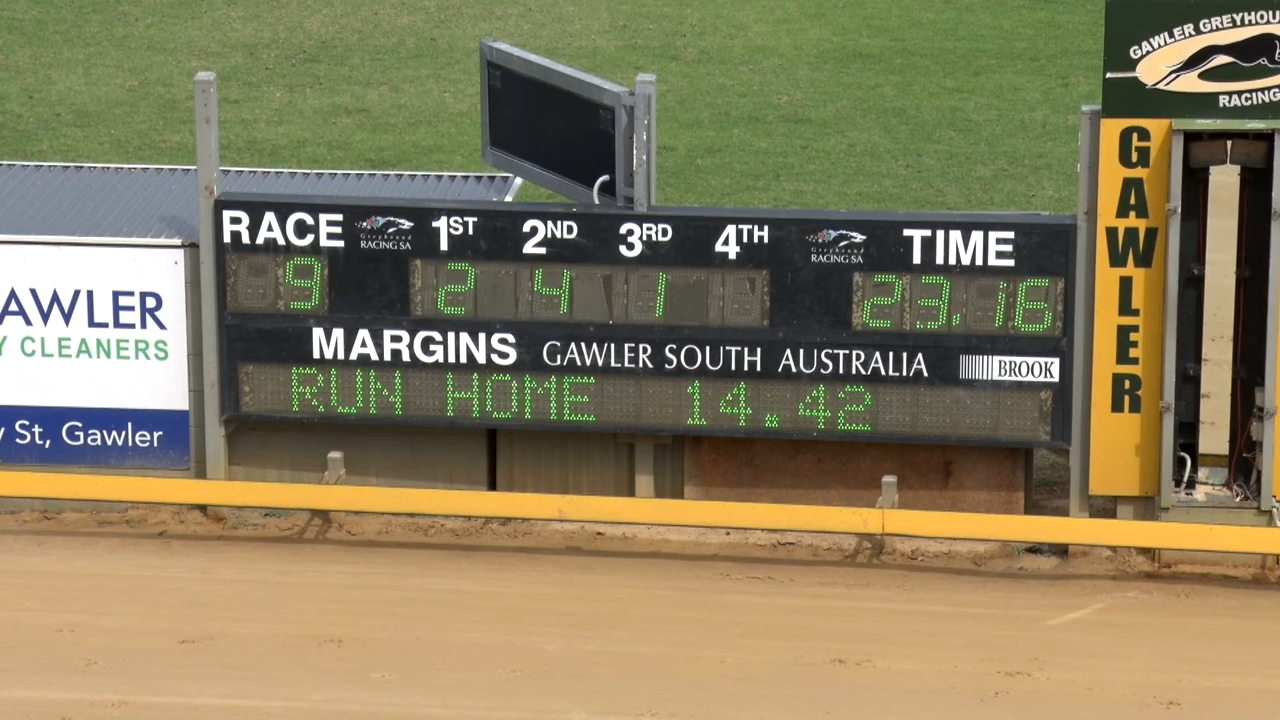 GAWLER GREYHOU
RACING
RACE
Greyhound
RACING SA
1ST 2ND 3RD 4TH
Greyhound
RACING SA
TIME
9 2 4 1 23.16
MARGINS GAWLER SOUTH AUSTRALIA BROOK
RUN HOME 14.42
AWLER
Y CLEANERS
y St, Gawler
GAWLER